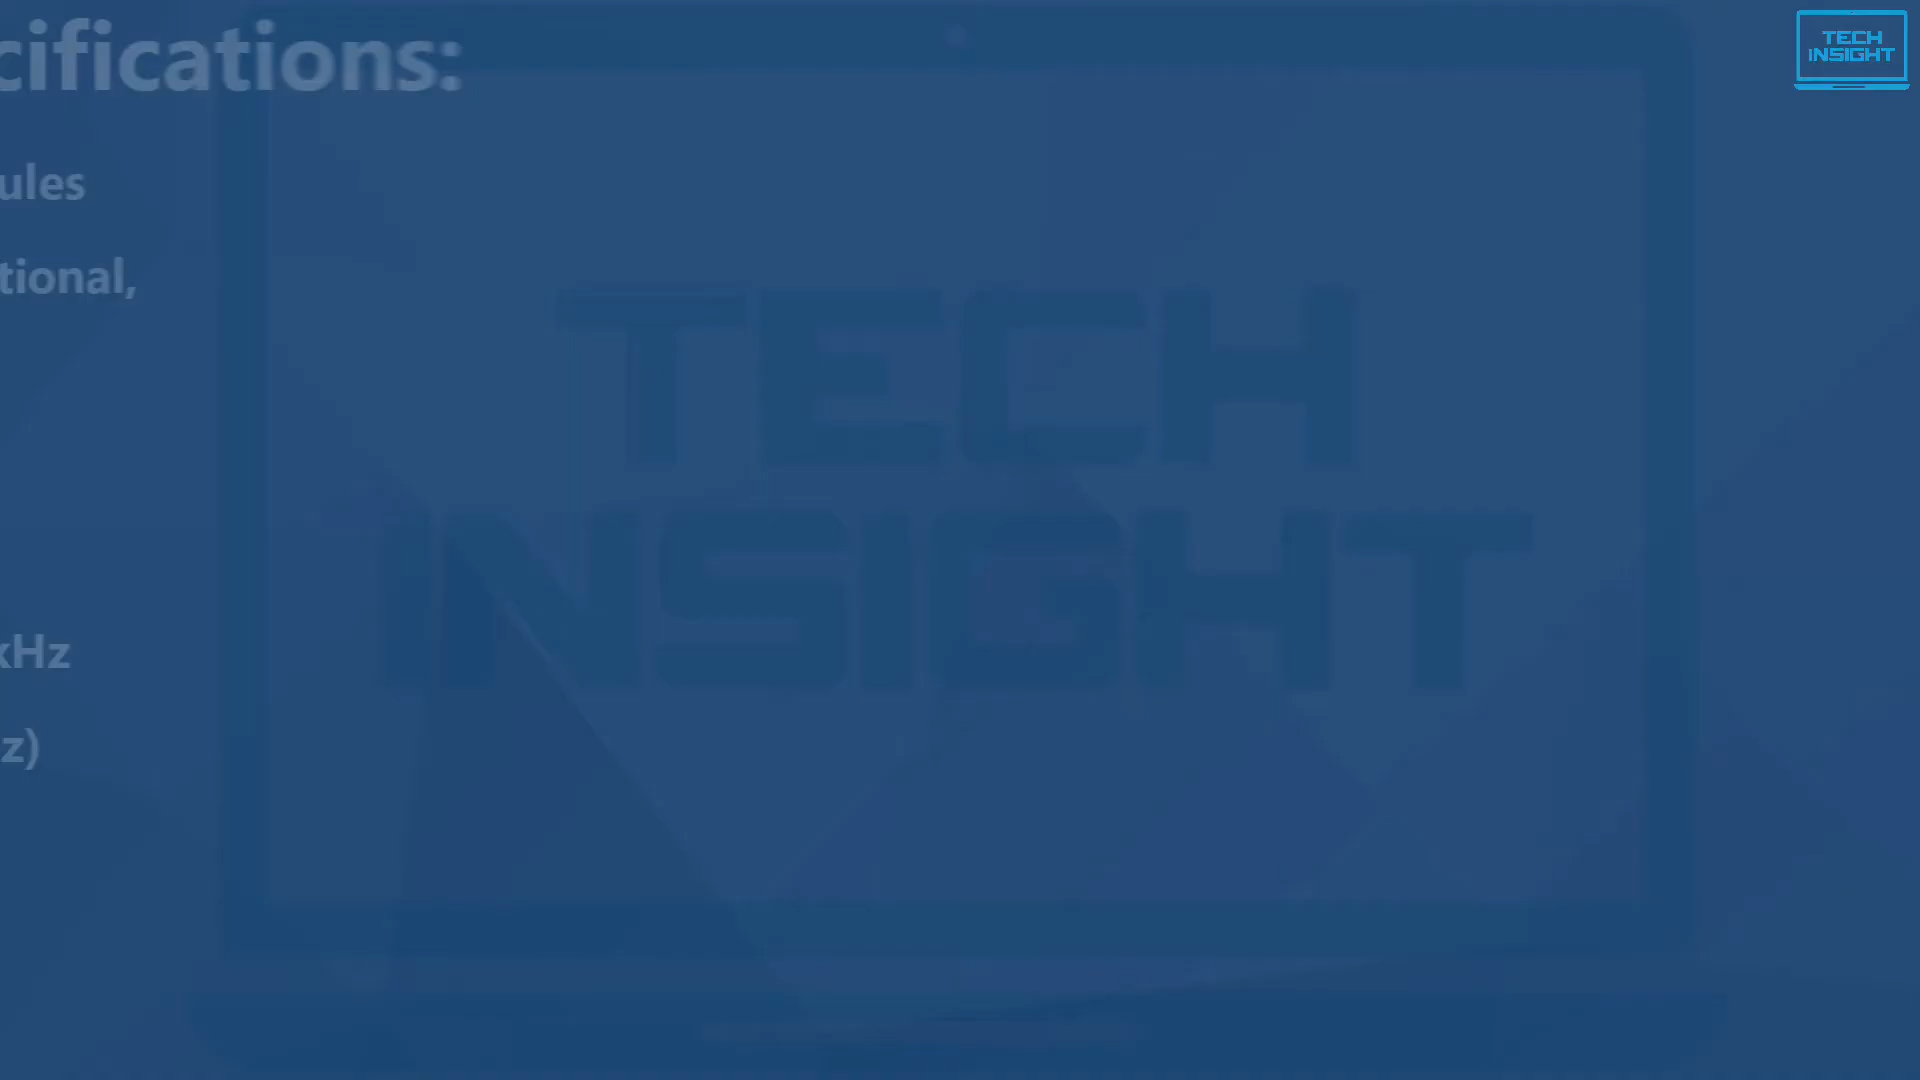 cifications:
ules
tional,
kHz
z)
TECH
INSIGHT
TECH
INSIGHT